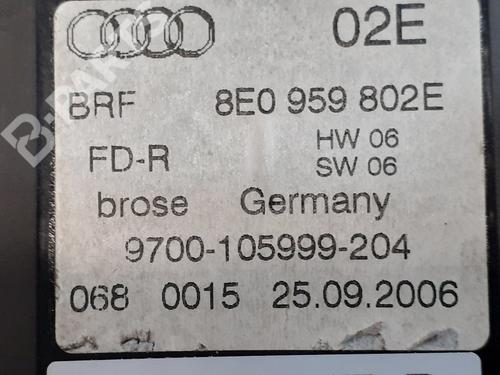 02E
BRF 8E0 959 802E
FD-R HW 06
SW 06
brose Germany
9700-105999-204
068 0015 25.09.2006